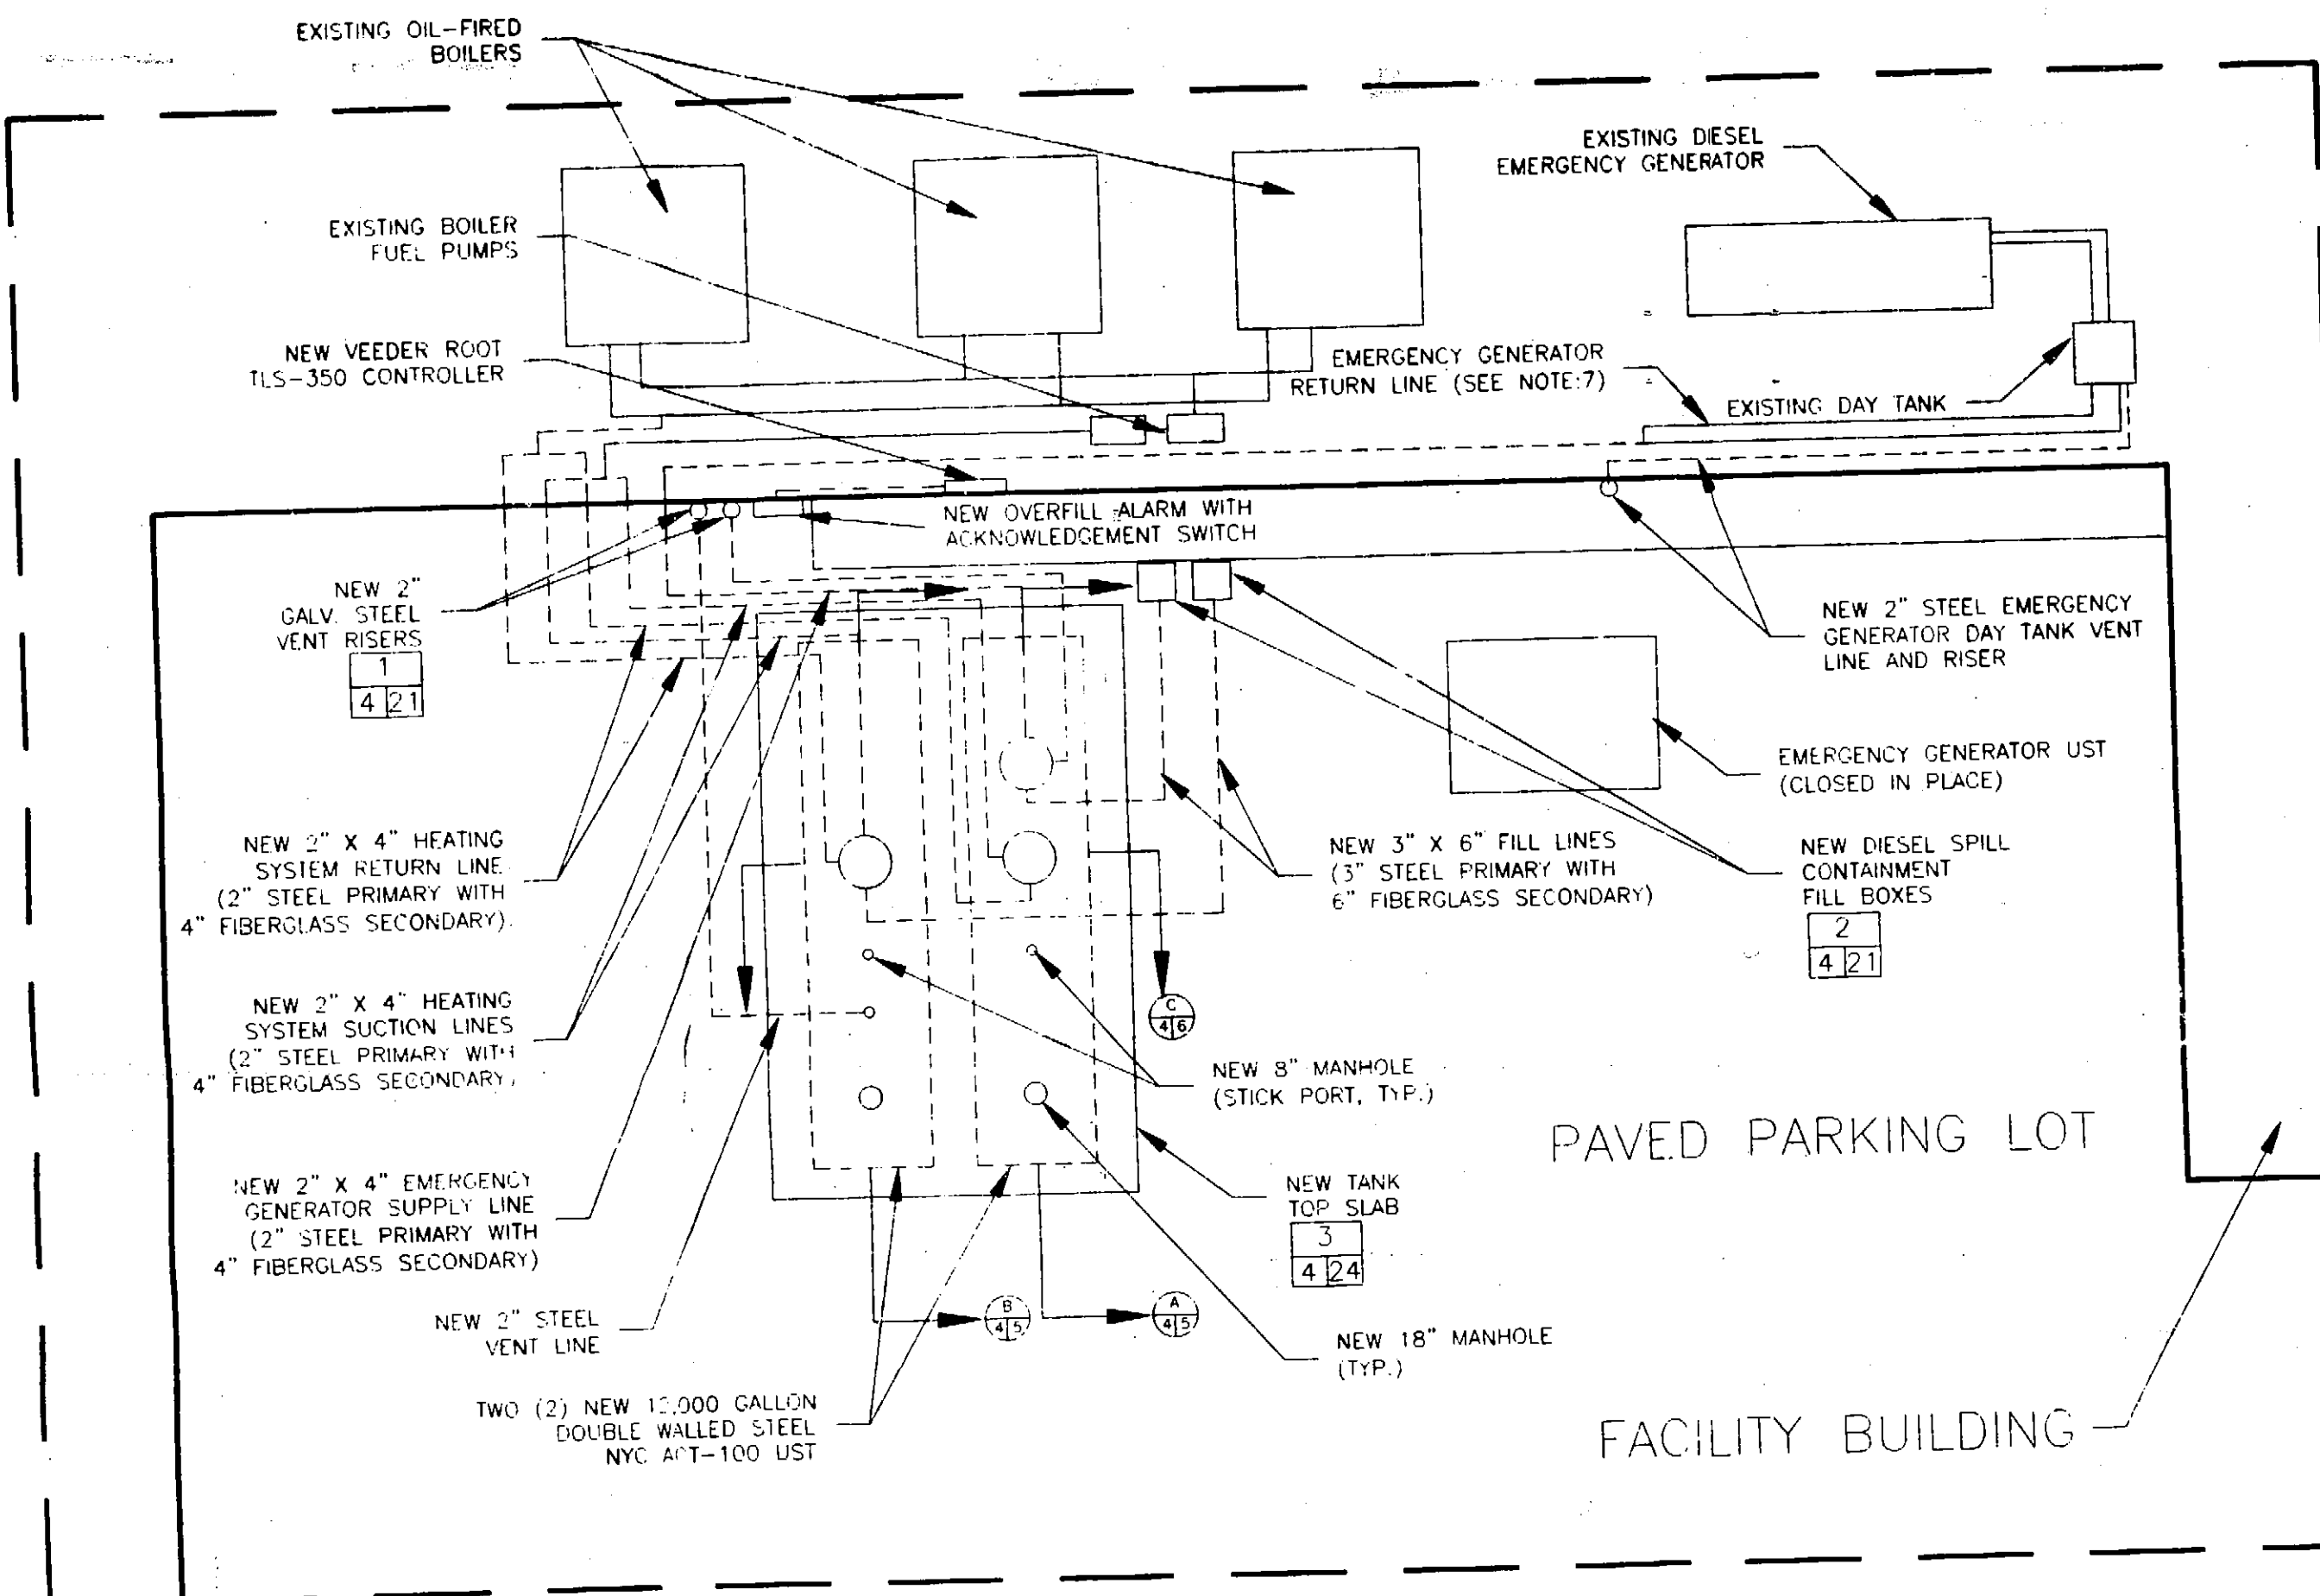 EXISTING OIL-FIRED
BOILERS
EXISTING DIESEL
EMERGENCY GENERATOR
EXISTING BOILER
FUEL PUMPS
NEW VEEDER ROOT
TLS-350 CONTROLLER
EMERGENCY GENERATOR
RETURN LINE (SEE NOTE:7)
EXISTING DAY TANK
NEW OVERFILL ALARM WITH
ACKNOWLEDGEMENT SWITCH
NEW 2"
GALV. STEEL
VENT RISERS
1
4 21
NEW 2" STEEL EMERGENCY
GENERATOR DAY TANK VENT
LINE AND RISER
EMERGENCY GENERATOR UST
(CLOSED IN PLACE)
NEW 2" X 4" HEATING
SYSTEM RETURN LINE
(2" STEEL PRIMARY WITH
4" FIBERGLASS SECONDARY).
NEW 3" X 6" FILL LINES
(3" STEEL PRIMARY WITH
6" FIBERGLASS SECONDARY)
NEW DIESEL SPILL
CONTAINMENT
FILL BOXES
2
4 21
NEW 2" X 4" HEATING
SYSTEM SUCTION LINES
(2" STEEL PRIMARY WITH
4" FIBERGLASS SECONDARY)
C
4 6
NEW 8" MANHOLE
(STICK PORT, TYP.)
PAVED PARKING LOT
NEW 2" X 4" EMERGENCY
GENERATOR SUPPLY LINE
(2" STEEL PRIMARY WITH
4" FIBERGLASS SECONDARY)
NEW TANK
TOP SLAB
3
4 24
NEW 2" STEEL
VENT LINE
B
4 5
A
4 5
NEW 18" MANHOLE
(TYP.)
TWO (2) NEW GALLON
DOUBLE WALLED STEEL
NYC ACT-100 UST
FACILITY BUILDING